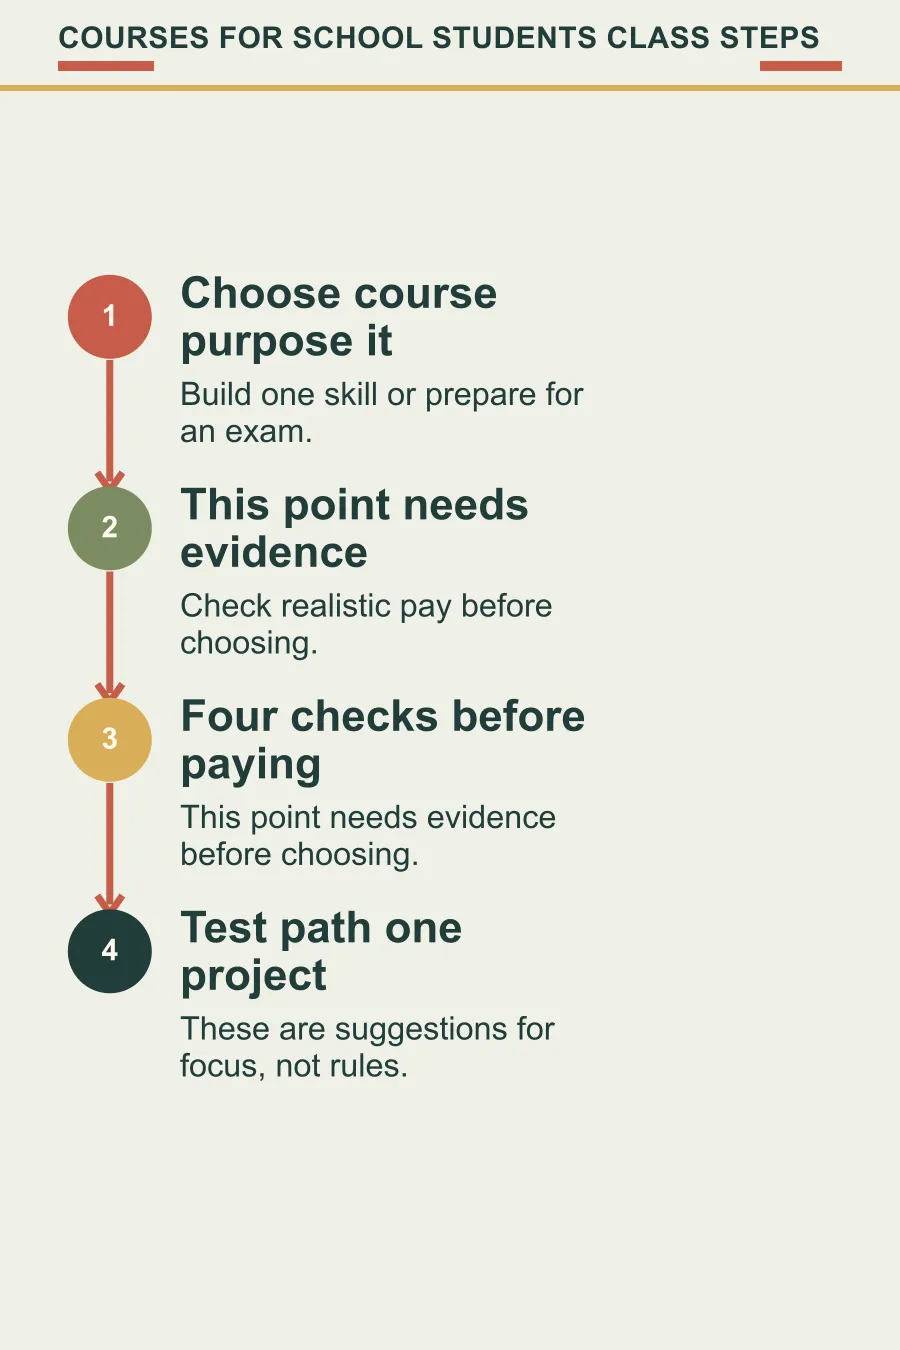 COURSES FOR SCHOOL STUDENTS CLASS STEPS
1
Choose course
purpose it
Build one skill or prepare for
an exam.
2
This point needs
evidence
Check realistic pay before
choosing.
3
Four checks before
paying
This point needs evidence
before choosing.
4
Test path one
project
These are suggestions for
focus, not rules.